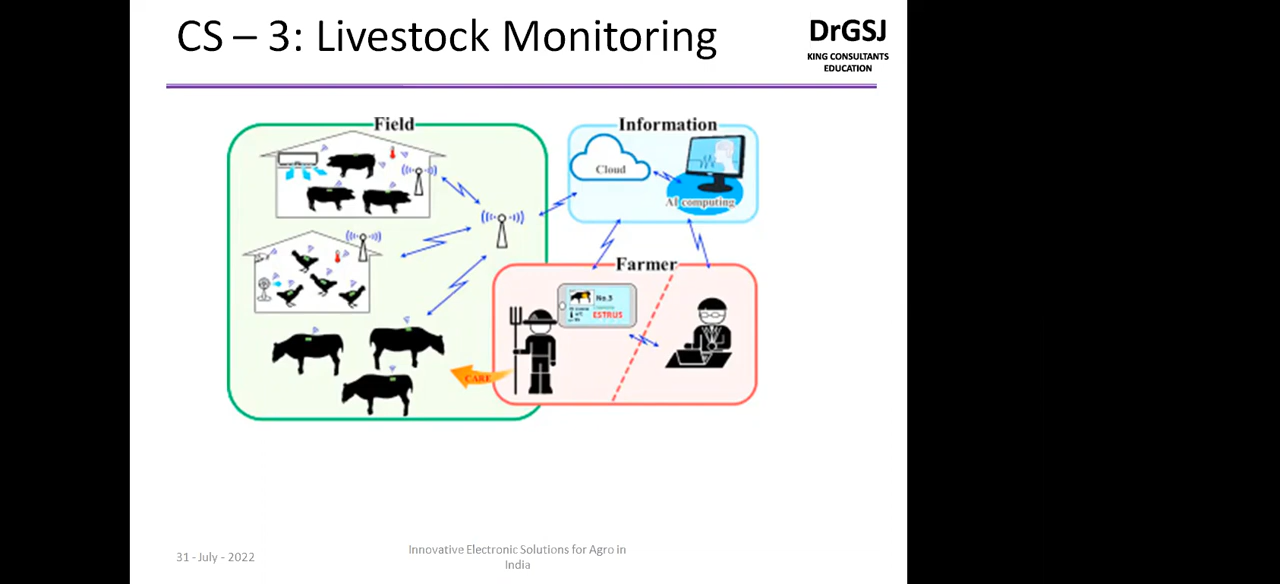 CS – 3: Livestock Monitoring
DrGSJ
KING CONSULTANTS
EDUCATION
Field
Information
Cloud
AI computing
Farmer
No.3
ESTRUS
CARE
31 - July - 2022
Innovative Electronic Solutions for Agro in
India